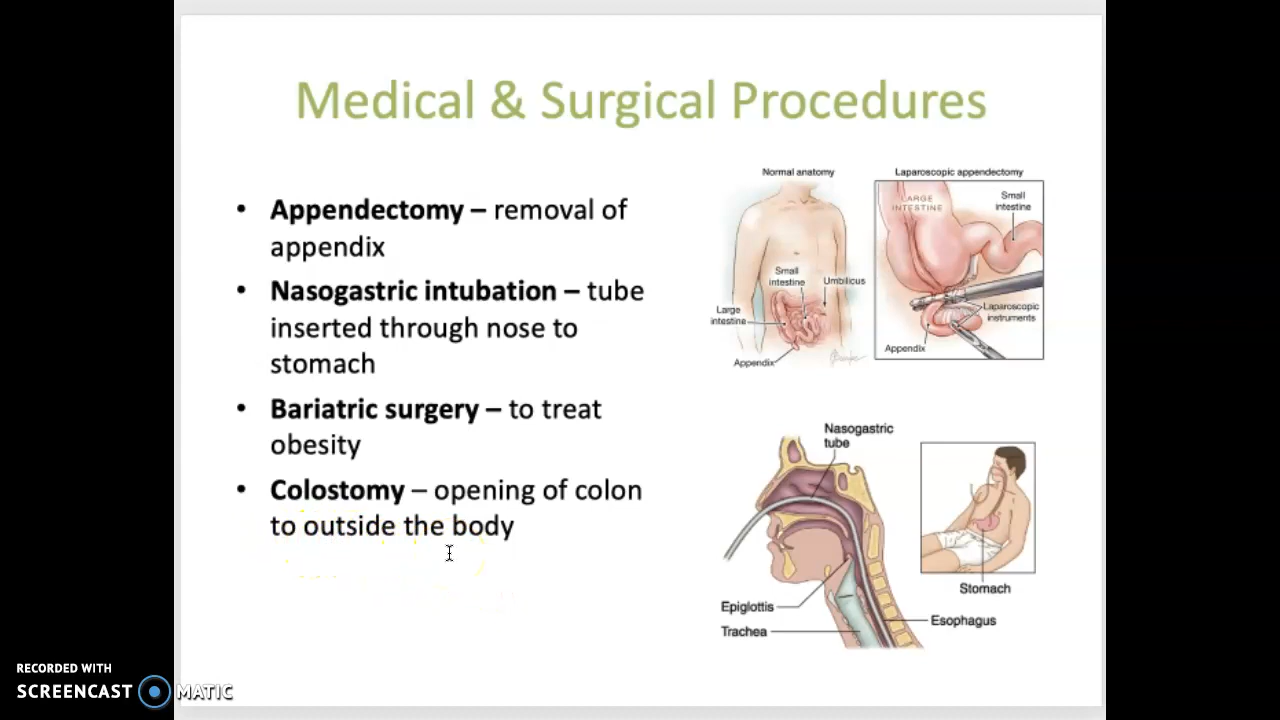 Medical & Surgical Procedures
• Appendectomy – removal of
appendix
• Nasogastric intubation – tube
inserted through nose to
stomach
• Bariatric surgery – to treat
obesity
• Colostomy – opening of colon
to outside the body
Normal anatomy
Small
intestine
Umbilicus
Large
intestine
Appendix
Laparoscopic appendectomy
LARGE
INTESTINE
Small
intestine
Laparoscopic
instruments
Appendix
Nasogastric
tube
Epiglottis
Trachea
Esophagus
Stomach
RECORDED WITH
SCREENCAST MATIC